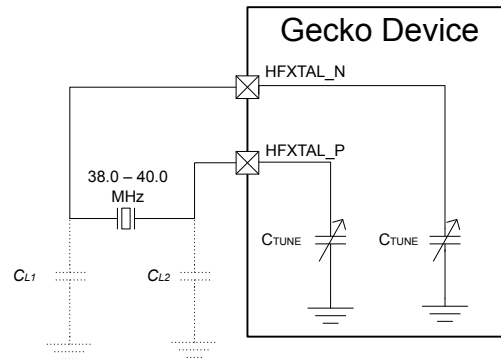 Gecko Device
HFXTAL_N
HFXTAL_P
38.0 – 40.0
MHz
CTUNE
CTUNE
CL1
CL2